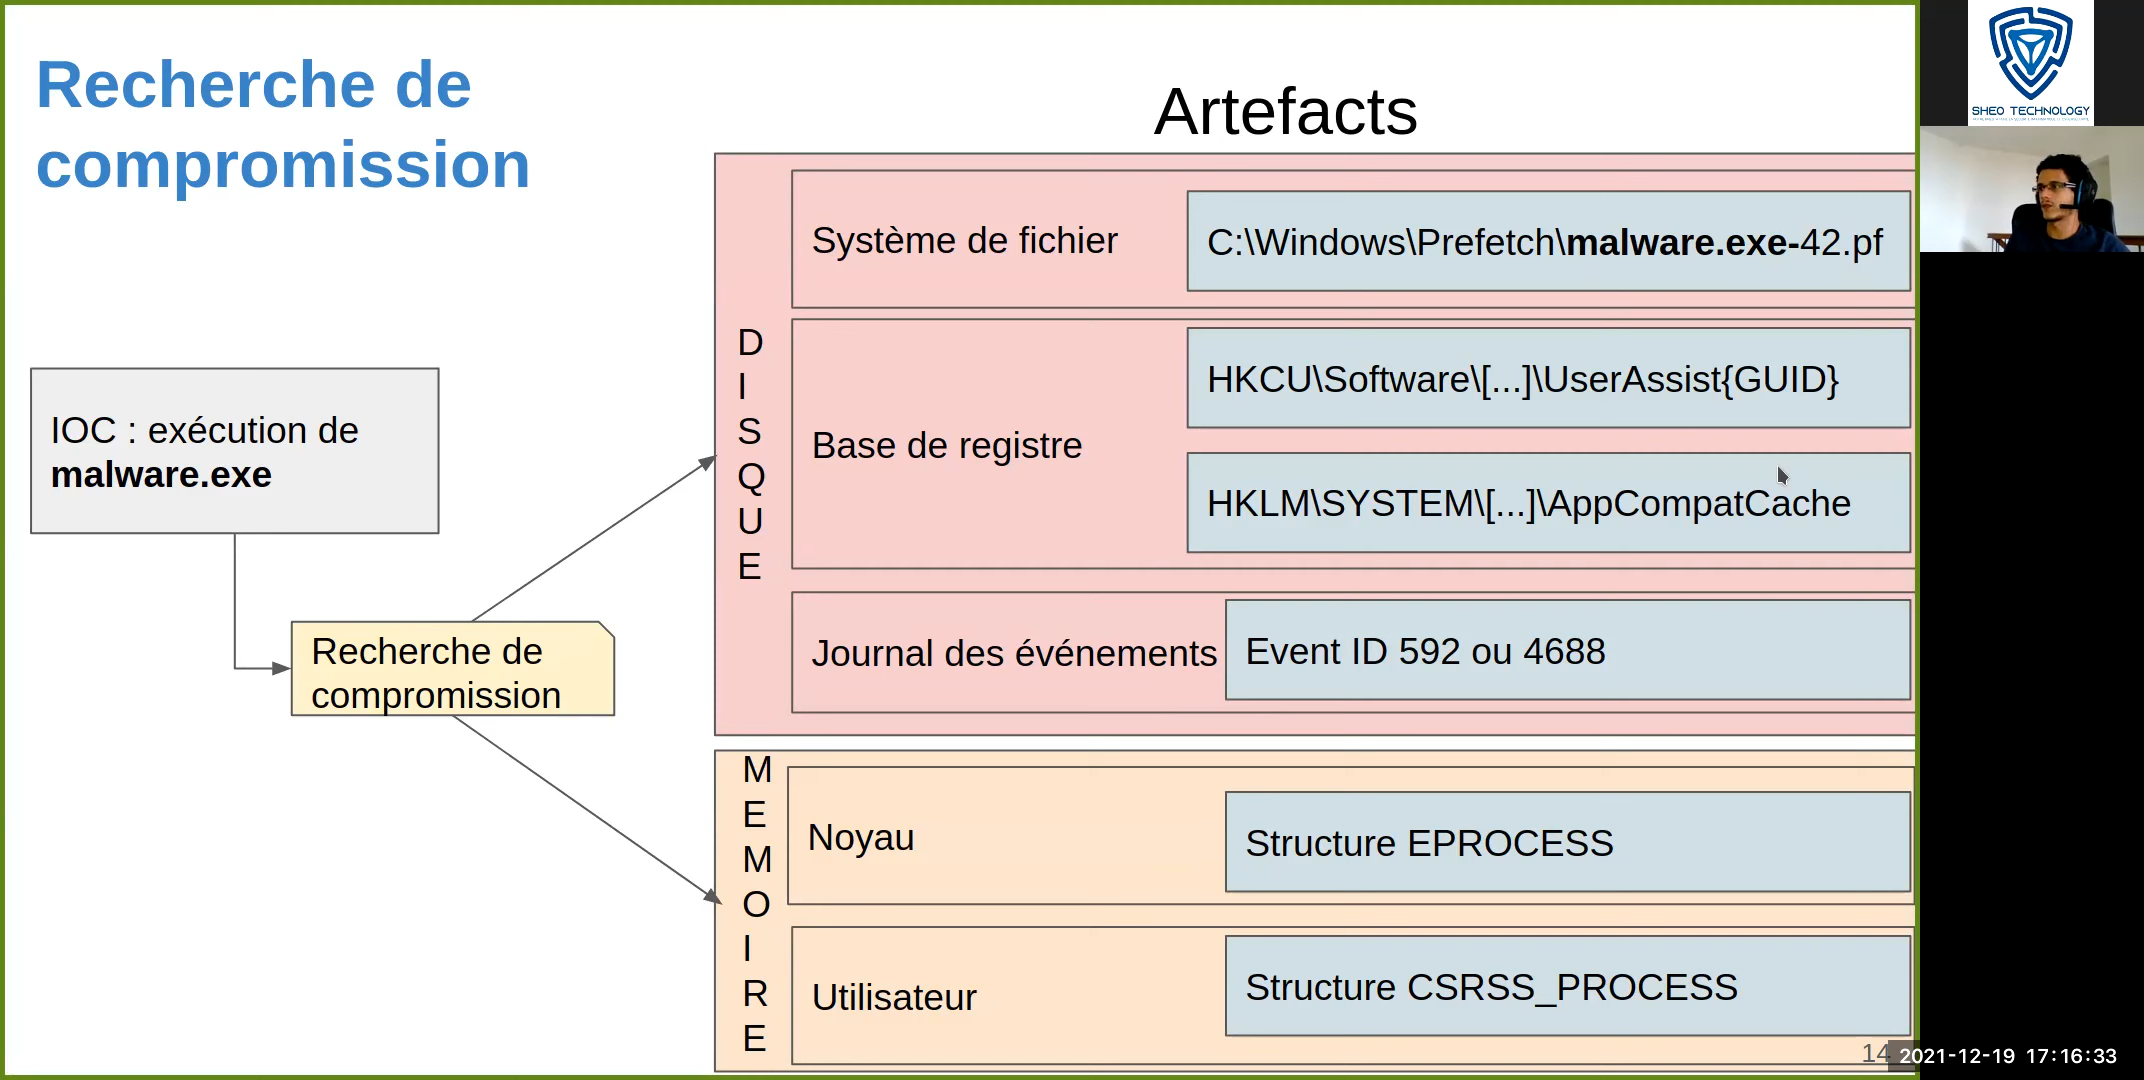 Recherche de
compromission
Artefacts
IOC : exécution de
malware.exe
Recherche de
compromission
D
I
S
Q
U
E
Système de fichier
C:\Windows\Prefetch\malware.exe-42.pf
Base de registre
HKCU\Software\[...]\UserAssist{GUID}
HKLM\SYSTEM\[...]\AppCompatCache
Journal des événements
Event ID 592 ou 4688
M
E
M
O
I
R
E
Noyau
Structure EPROCESS
Utilisateur
Structure CSRSS_PROCESS
14
SHEO TECHNOLOGY
2021-12-19 17:16:33